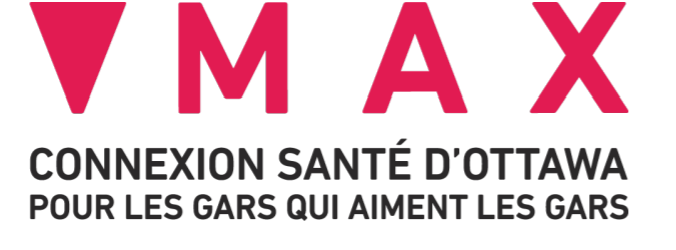 MAX
CONNEXION SANTÉ D'OTTAWA
POUR LES GARS QUI AIMENT LES GARS